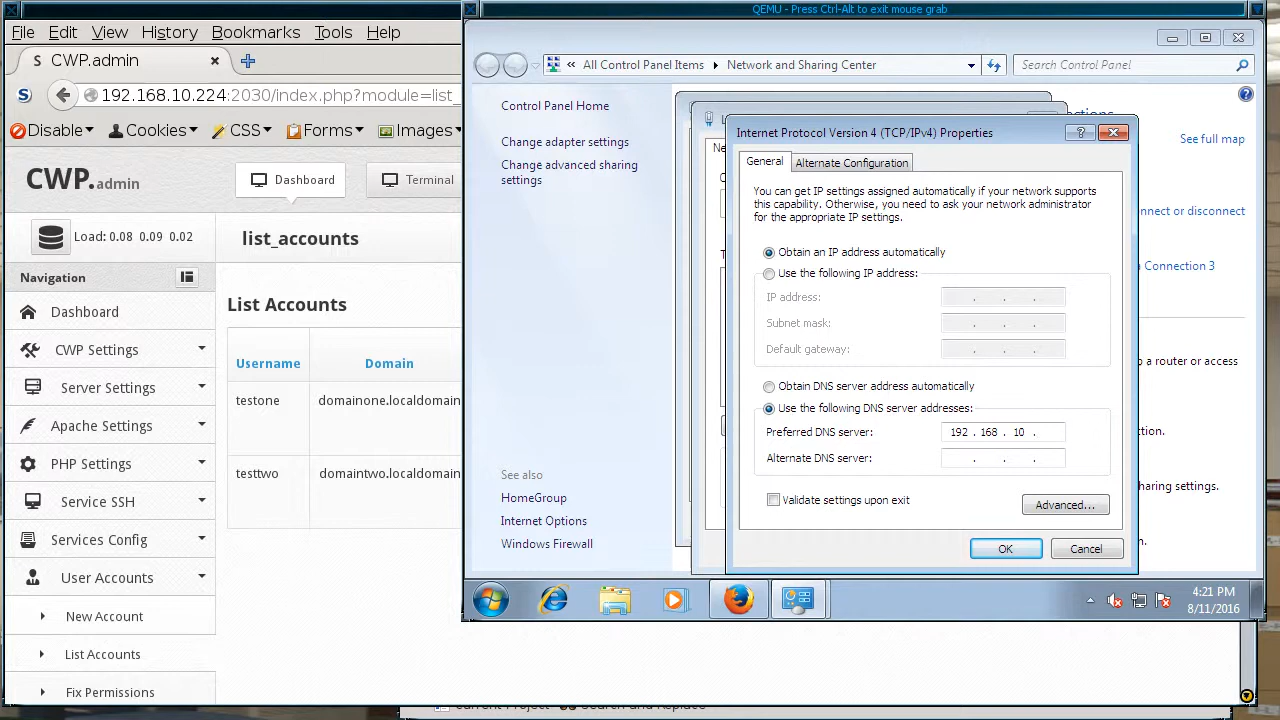 QEMU - Press Ctrl-Alt to exit mouse grab
File Edit View History Bookmarks Tools Help
S CWP.admin
192.168.10.224:2030/index.php?module=list_
Disable Cookies CSS Forms Images
CWP.admin
Dashboard Terminal
Load: 0.08 0.09 0.02
list_accounts
Navigation
Dashboard
CWP Settings
Server Settings
Apache Settings
PHP Settings
Service SSH
Services Config
User Accounts
New Account
List Accounts
Fix Permissions
List Accounts
Username Domain
testone domainone.localdomain
testtwo domaintwo.localdomain
« All Control Panel Items Network and Sharing Center
Search Control Panel
Control Panel Home
Change adapter settings
Change advanced sharing
settings
See also
HomeGroup
Internet Options
Windows Firewall
See full map
nnect or disconnect
a Connection 3
o a router or access
ction.
sharing settings.
Internet Protocol Version 4 (TCP/IPv4) Properties
General Alternate Configuration
You can get IP settings assigned automatically if your network supports
this capability. Otherwise, you need to ask your network administrator
for the appropriate IP settings.
Obtain an IP address automatically
Use the following IP address:
IP address: . . .
Subnet mask: . . .
Default gateway: . . .
Obtain DNS server address automatically
Use the following DNS server addresses:
Preferred DNS server: 192 . 168 . 10 .
Alternate DNS server: . . .
Validate settings upon exit
Advanced...
OK Cancel
4:21 PM
8/11/2016